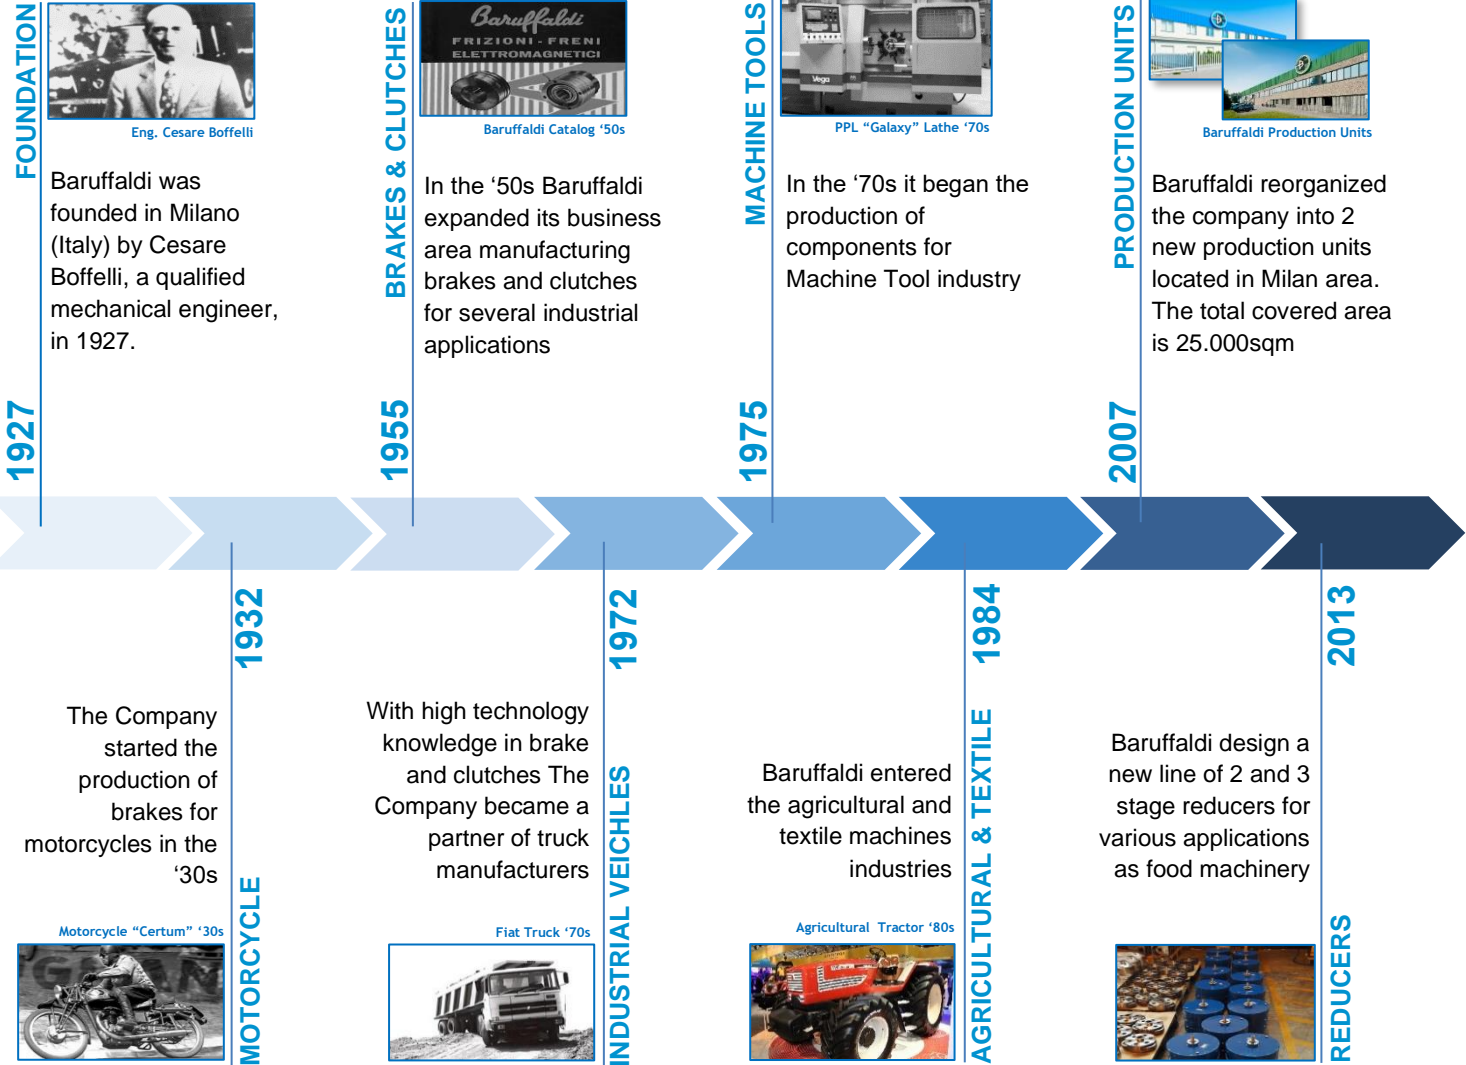 FOUNDATION
Eng. Cesare Boffelli
Baruffaldi was
founded in Milano
(Italy) by Cesare
Boffelli, a qualified
mechanical engineer,
in 1927.
1927
BRAKES & CLUTCHES
Baruffaldi
FRIZIONI - FRENI
ELETTROMAGNETICI
Baruffaldi Catalog ‘50s
In the ‘50s Baruffaldi
expanded its business
area manufacturing
brakes and clutches
for several industrial
applications
1955
MACHINE TOOLS
Vega
PPL “Galaxy” Lathe ‘70s
In the ‘70s it began the
production of
components for
Machine Tool industry
1975
PRODUCTION UNITS
Baruffaldi Production Units
Baruffaldi reorganized
the company into 2
new production units
located in Milan area.
The total covered area
is 25.000sqm
2007
1932
The Company
started the
production of
brakes for
motorcycles in the
‘30s
MOTORCYCLE
Motorcycle “Certum” ‘30s
1972
With high technology
knowledge in brake
and clutches The
Company became a
partner of truck
manufacturers
INDUSTRIAL VEICHLES
Fiat Truck ‘70s
1984
Baruffaldi entered
the agricultural and
textile machines
industries
AGRICULTURAL & TEXTILE
Agricultural  Tractor ‘80s
2013
Baruffaldi design a
new line of 2 and 3
stage reducers for
various applications
as food machinery
REDUCERS